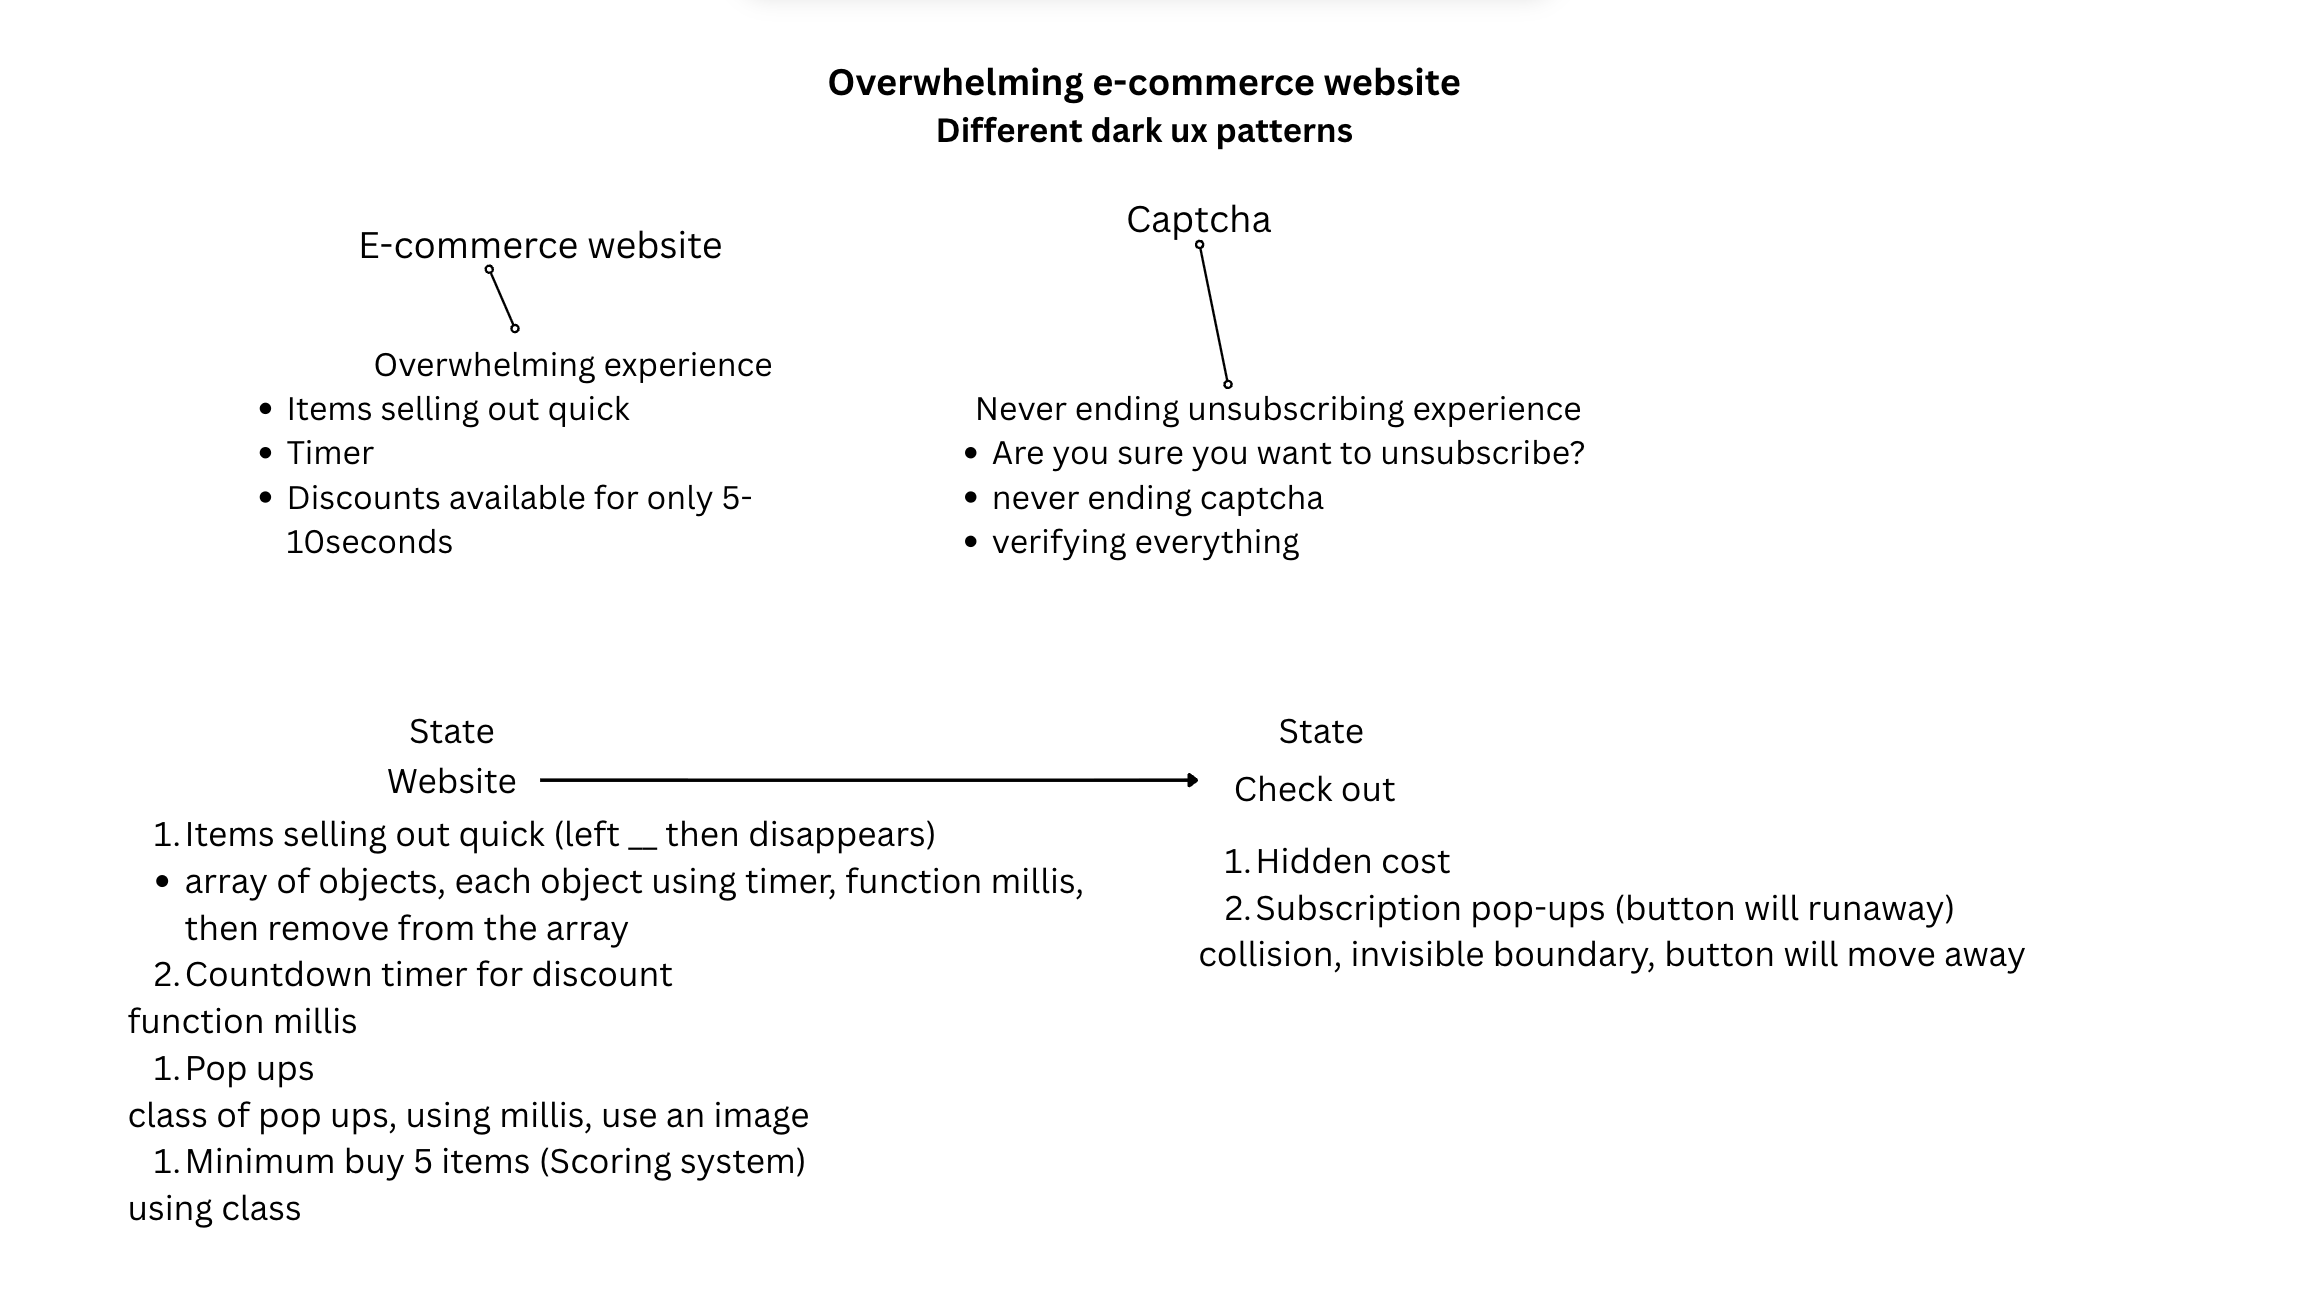 Overwhelming e-commerce website
Different dark ux patterns
E-commerce website
Overwhelming experience
• Items selling out quick
• Timer
• Discounts available for only 5-
10seconds
Captcha
Never ending unsubscribing experience
• Are you sure you want to unsubscribe?
• never ending captcha
• verifying everything
State
Website
1. Items selling out quick (left __ then disappears)
• array of objects, each object using timer, function millis,
then remove from the array
2. Countdown timer for discount
function millis
1. Pop ups
class of pop ups, using millis, use an image
1. Minimum buy 5 items (Scoring system)
using class
State
Check out
1. Hidden cost
2. Subscription pop-ups (button will runaway)
collision, invisible boundary, button will move away